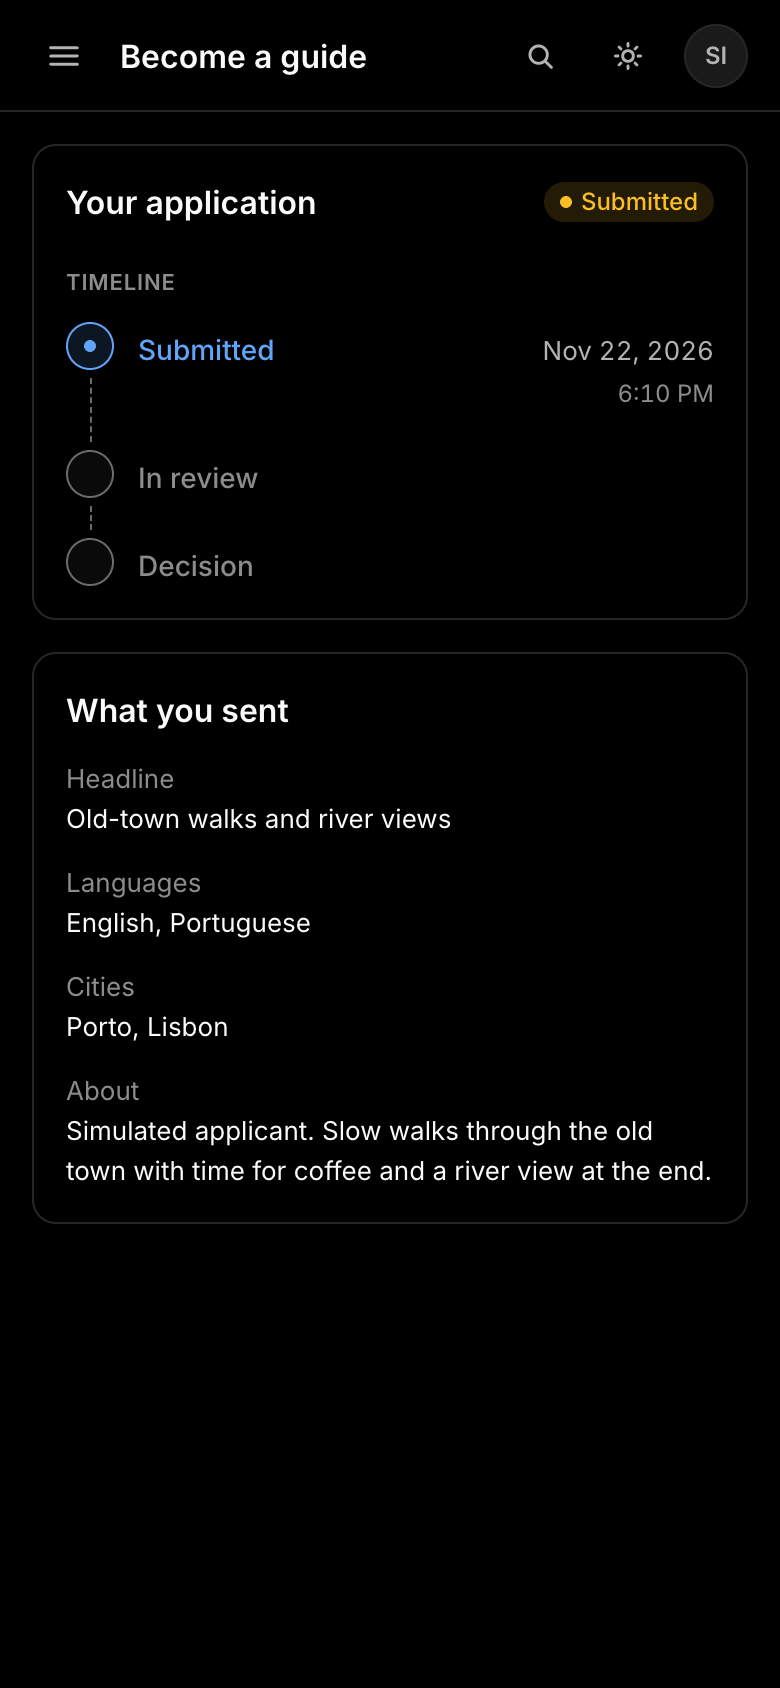 Become a guide
SI
Your application
Submitted
TIMELINE
Submitted
Nov 22, 2026
6:10 PM
In review
Decision
What you sent
Headline
Old-town walks and river views
Languages
English, Portuguese
Cities
Porto, Lisbon
About
Simulated applicant. Slow walks through the old
town with time for coffee and a river view at the end.